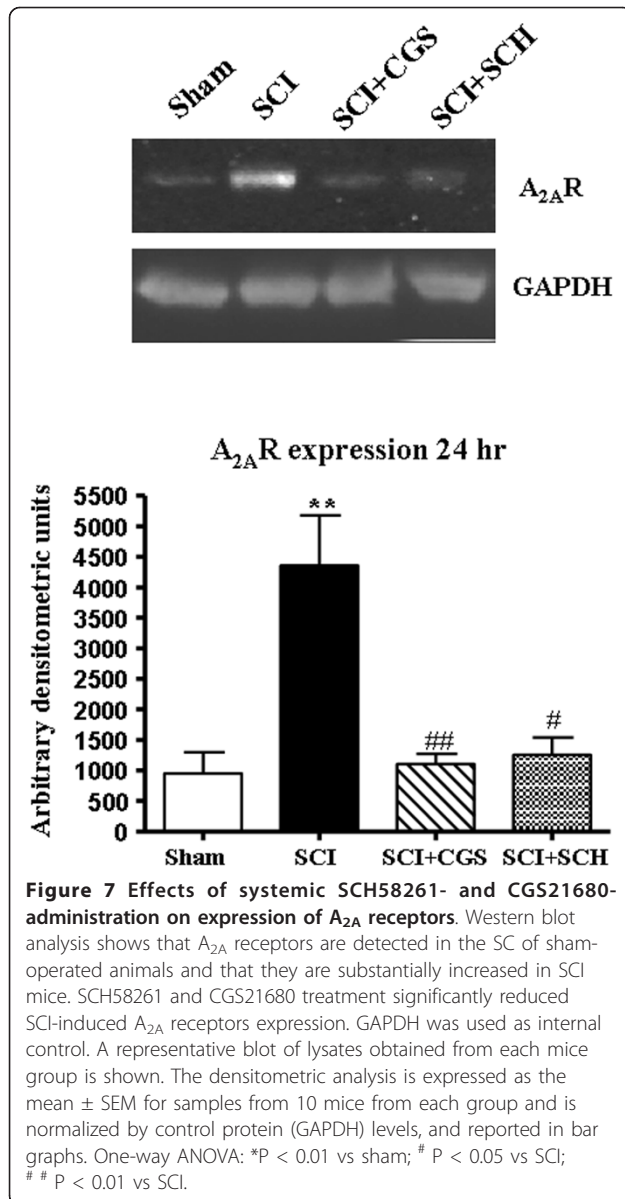 Sham SCI SCI+CGS SCI+SCH
A2AR
GAPDH
A2AR expression 24 hr
Arbitrary densitometric units
5500
5000
4500
4000
3500
3000
2500
2000
1500
1000
500
0
**
##
#
Sham SCI SCI+CGS SCI+SCH
Figure 7 Effects of systemic SCH58261- and CGS21680-
administration on expression of A2A receptors. Western blot
analysis shows that A2A receptors are detected in the SC of sham-
operated animals and that they are substantially increased in SCI
mice. SCH58261 and CGS21680 treatment significantly reduced
SCI-induced A2A receptors expression. GAPDH was used as internal
control. A representative blot of lysates obtained from each mice
group is shown. The densitometric analysis is expressed as the
mean ± SEM for samples from 10 mice from each group and is
normalized by control protein (GAPDH) levels, and reported in bar
graphs. One-way ANOVA: *P < 0.01 vs sham; # P < 0.05 vs SCI;
# # P < 0.01 vs SCI.